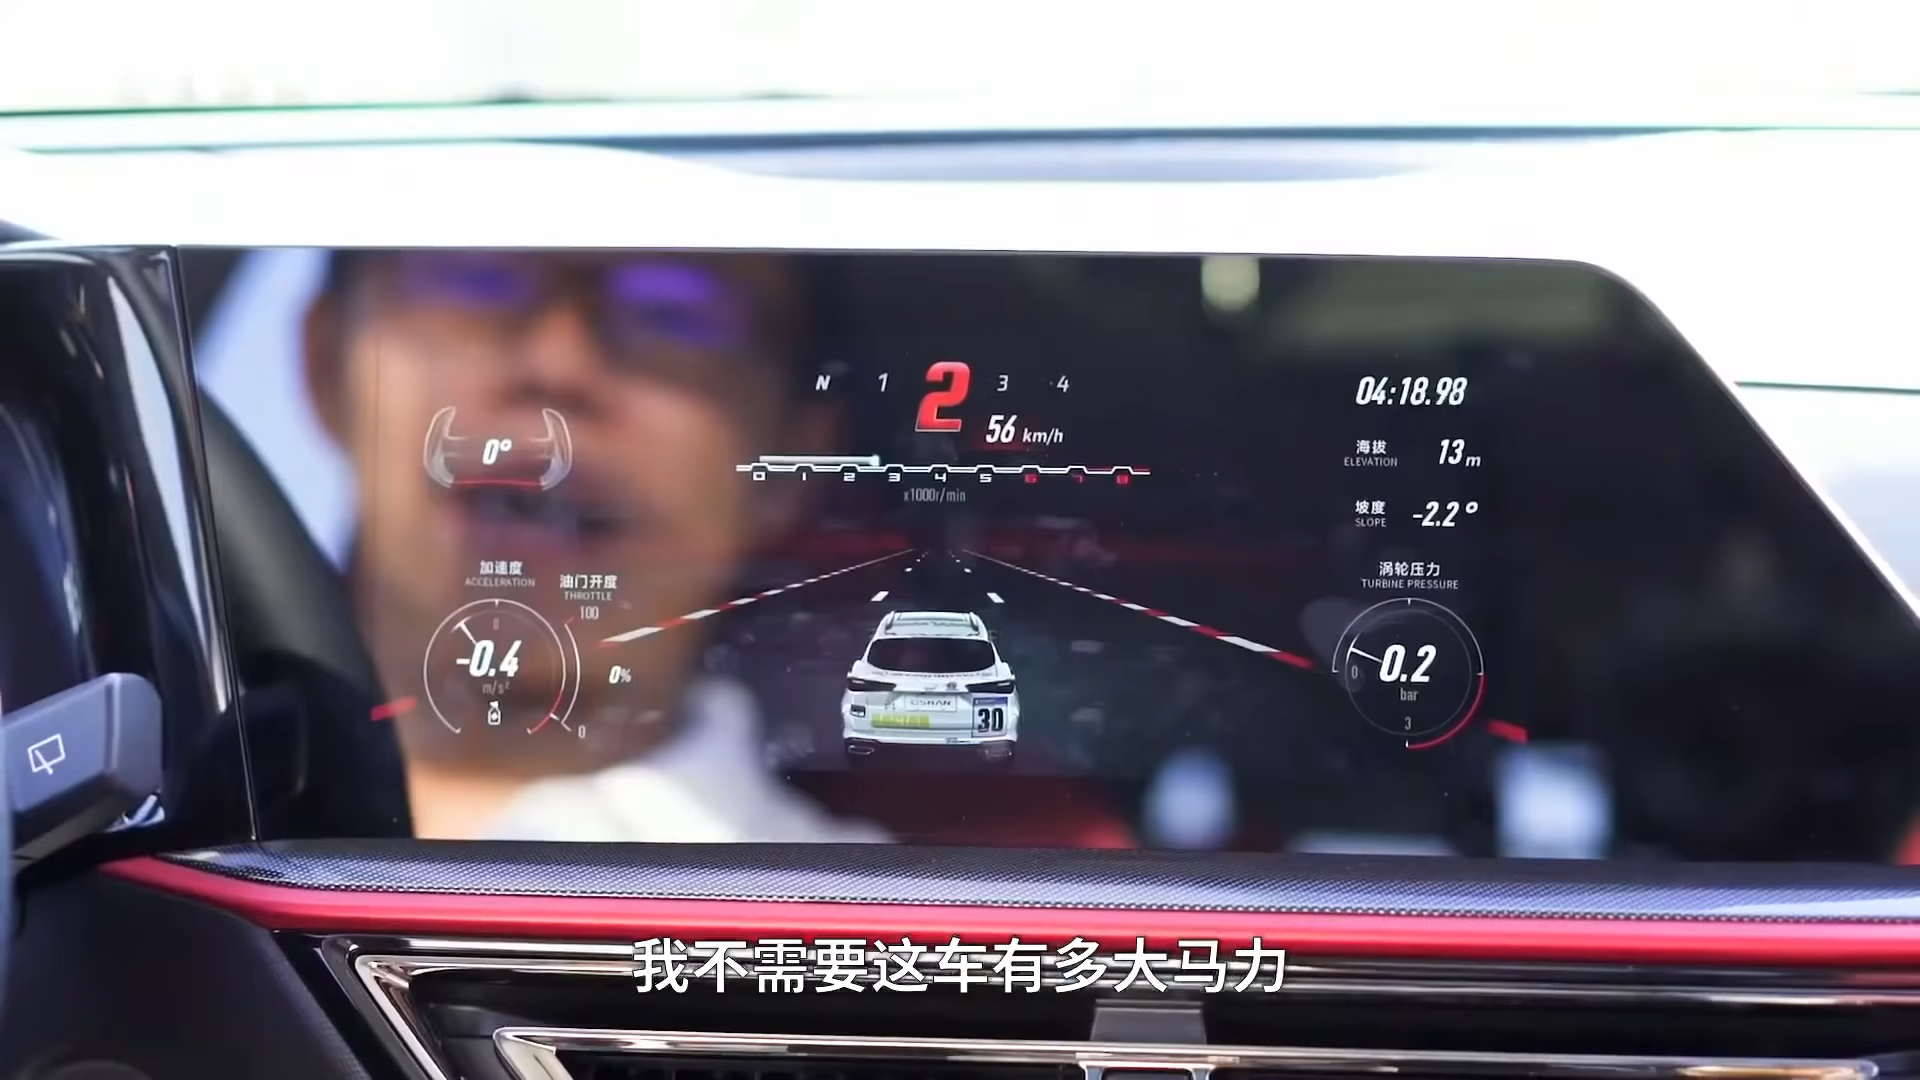 N 1 2 3 4
56 km/h
0 1 2 3 4 5 6 7 8
x1000r/min
0°
加速度
ACCELERATION
0
-0.4
m/s²
油门开度
THROTTLE
100
0%
0
OSHAN
30
04:18.98
海拔
ELEVATION
13 m
坡度
SLOPE
-2.2°
涡轮压力
TURBINE PRESSURE
0
0.2
bar
3
我不需要这车有多大马力